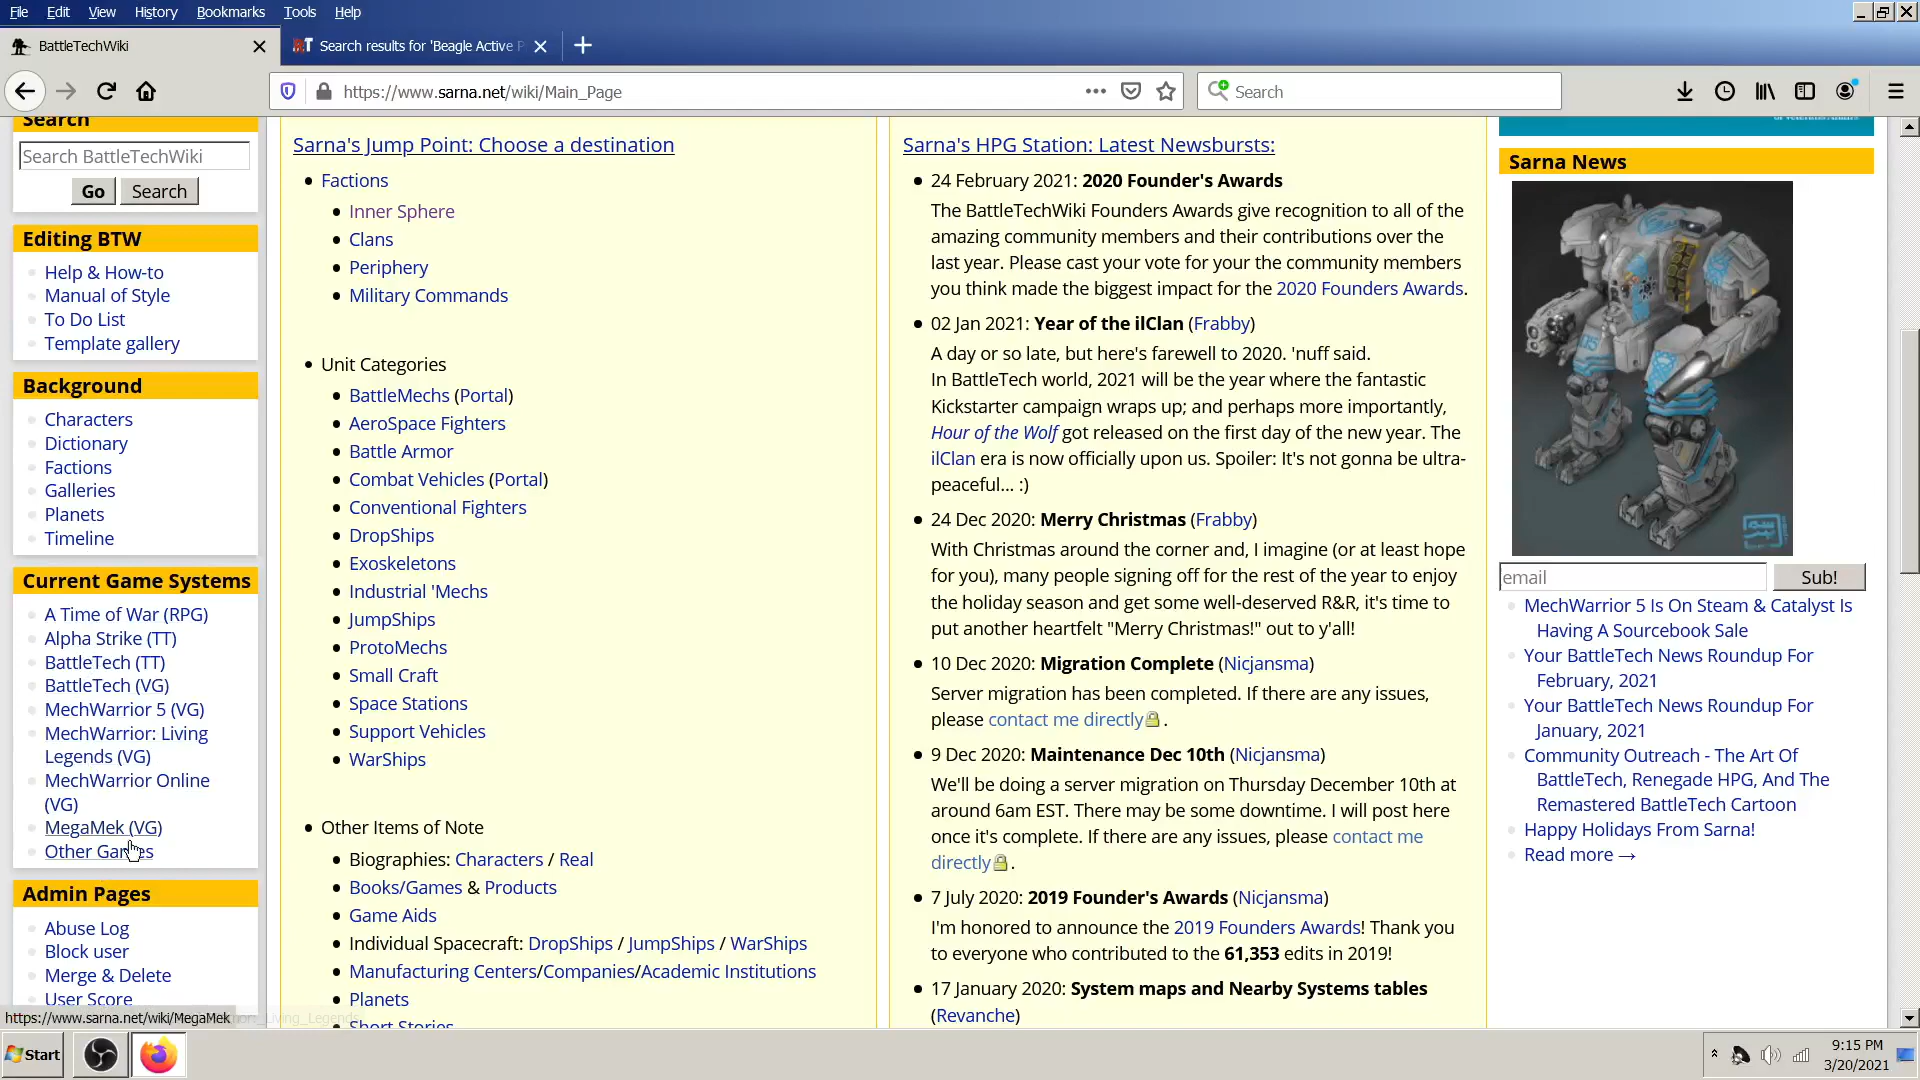 File Edit View History Bookmarks Tools Help
BattleTechWiki
Search results for 'Beagle Active P
https://www.sarna.net/wiki/Main_Page
Search
Search
Search BattleTechWiki
Go Search
Editing BTW
Help & How-to
Manual of Style
To Do List
Template gallery
Background
Characters
Dictionary
Factions
Galleries
Planets
Timeline
Current Game Systems
A Time of War (RPG)
Alpha Strike (TT)
BattleTech (TT)
BattleTech (VG)
MechWarrior 5 (VG)
MechWarrior: Living
Legends (VG)
MechWarrior Online
(VG)
MegaMek (VG)
Other Games
Admin Pages
Abuse Log
Block user
Merge & Delete
User Score
https://www.sarna.net/wiki/MegaMek
Sarna's Jump Point: Choose a destination
Factions
Inner Sphere
Clans
Periphery
Military Commands
Unit Categories
BattleMechs (Portal)
AeroSpace Fighters
Battle Armor
Combat Vehicles (Portal)
Conventional Fighters
DropShips
Exoskeletons
Industrial 'Mechs
JumpShips
ProtoMechs
Small Craft
Space Stations
Support Vehicles
WarShips
Other Items of Note
Biographies: Characters / Real
Books/Games & Products
Game Aids
Individual Spacecraft: DropShips / JumpShips / WarShips
Manufacturing Centers/Companies/Academic Institutions
Planets
Short Stories
Sarna's HPG Station: Latest Newsbursts:
24 February 2021: 2020 Founder's Awards
The BattleTechWiki Founders Awards give recognition to all of the
amazing community members and their contributions over the
last year. Please cast your vote for your the community members
you think made the biggest impact for the 2020 Founders Awards.
02 Jan 2021: Year of the ilClan (Frabby)
A day or so late, but here's farewell to 2020. 'nuff said.
In BattleTech world, 2021 will be the year where the fantastic
Kickstarter campaign wraps up; and perhaps more importantly,
Hour of the Wolf got released on the first day of the new year. The
ilClan era is now officially upon us. Spoiler: It's not gonna be ultra-
peaceful... :)
24 Dec 2020: Merry Christmas (Frabby)
With Christmas around the corner and, I imagine (or at least hope
for you), many people signing off for the rest of the year to enjoy
the holiday season and get some well-deserved R&R, it's time to
put another heartfelt "Merry Christmas!" out to y'all!
10 Dec 2020: Migration Complete (Nicjansma)
Server migration has been completed. If there are any issues,
please contact me directly.
9 Dec 2020: Maintenance Dec 10th (Nicjansma)
We'll be doing a server migration on Thursday December 10th at
around 6am EST. There may be some downtime. I will post here
once it's complete. If there are any issues, please contact me
directly.
7 July 2020: 2019 Founder's Awards (Nicjansma)
I'm honored to announce the 2019 Founders Awards! Thank you
to everyone who contributed to the 61,353 edits in 2019!
17 January 2020: System maps and Nearby Systems tables
(Revanche)
Sarna News
email Sub!
MechWarrior 5 Is On Steam & Catalyst Is
Having A Sourcebook Sale
Your BattleTech News Roundup For
February, 2021
Your BattleTech News Roundup For
January, 2021
Community Outreach - The Art Of
BattleTech, Renegade HPG, And The
Remastered BattleTech Cartoon
Happy Holidays From Sarna!
Read more →
Start
9:15 PM
3/20/2021